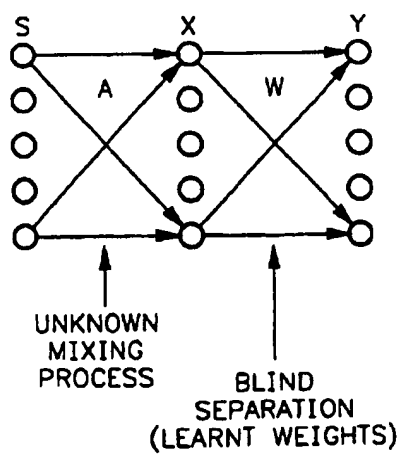 S X Y
A W
UNKNOWN
MIXING
PROCESS
BLIND
SEPARATION
(LEARNT WEIGHTS)